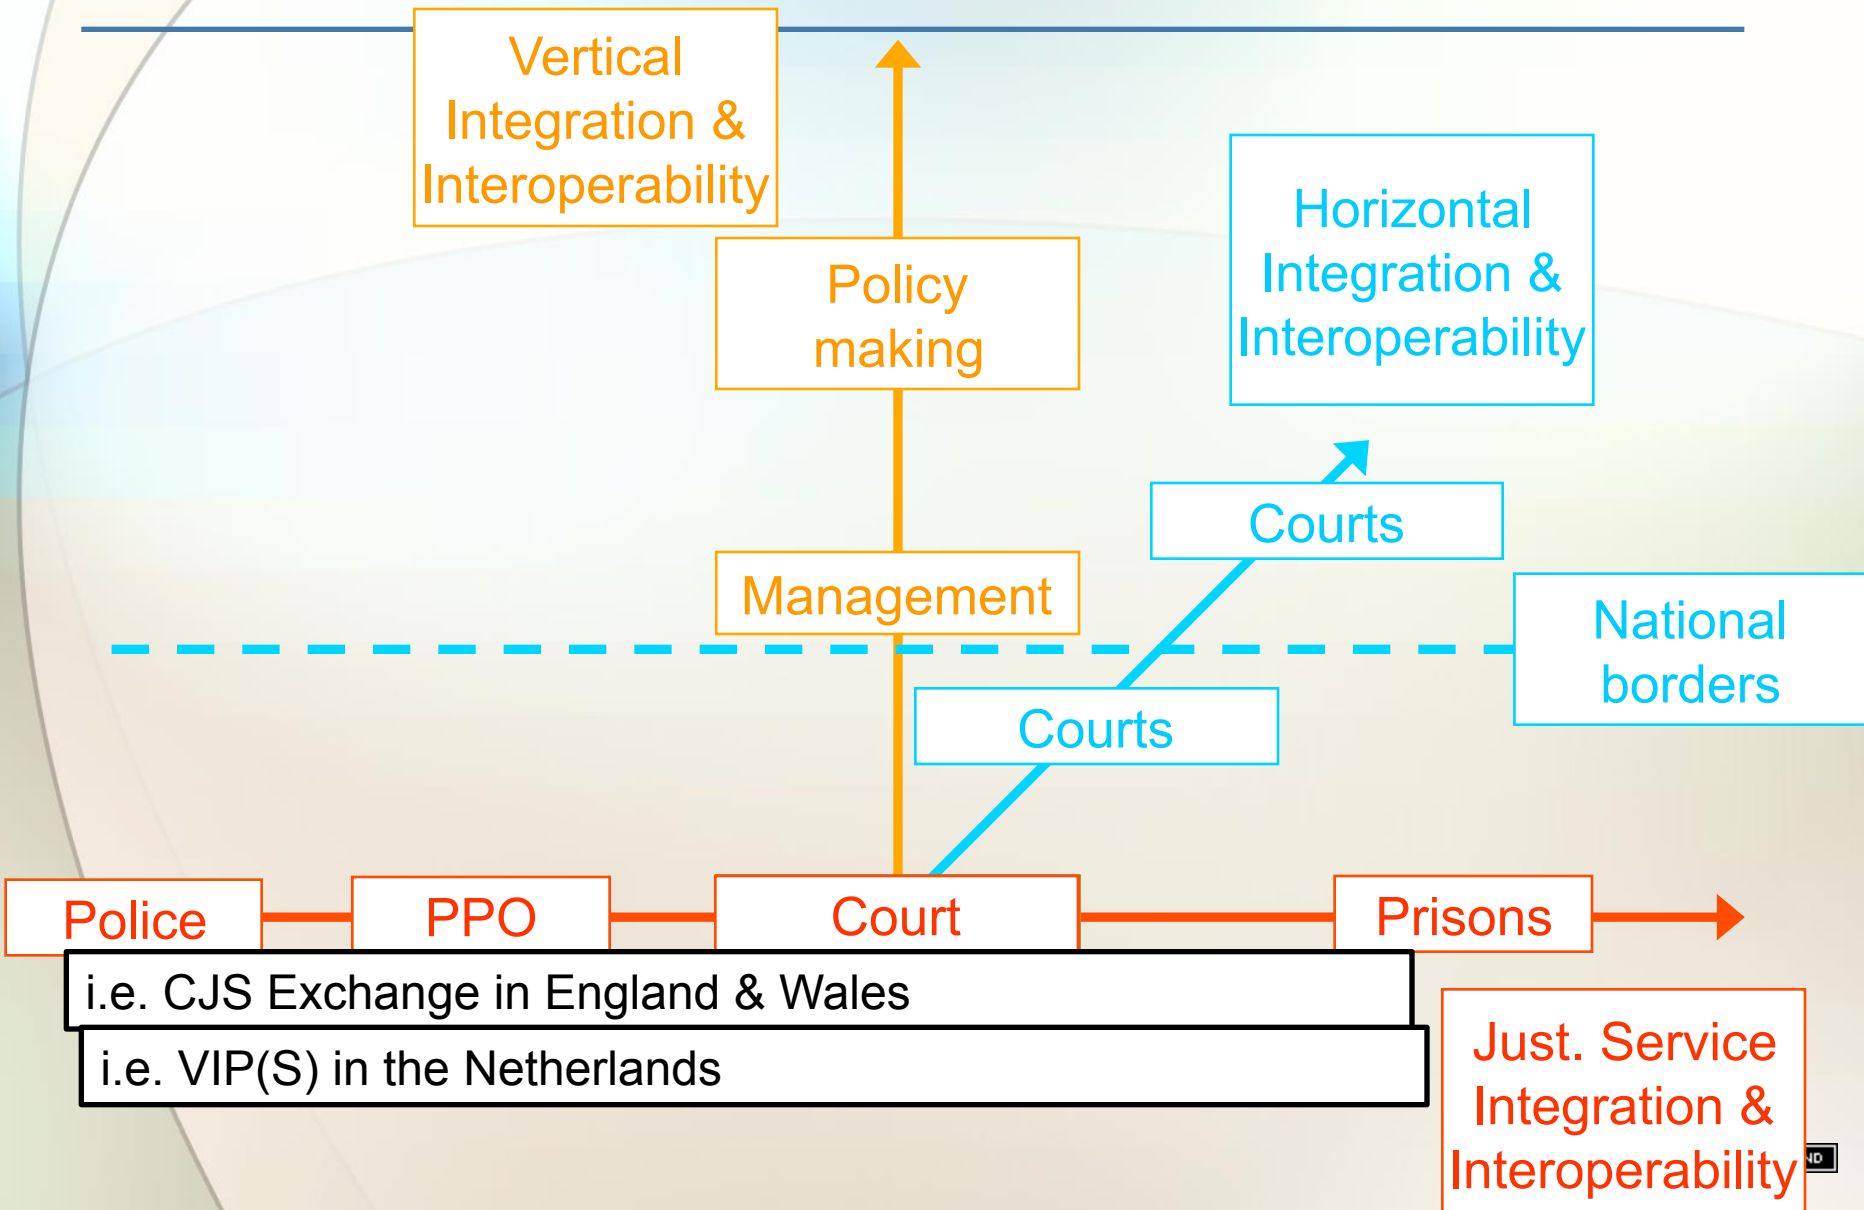 Vertical
Integration &
Interoperability
Policy
making
Horizontal
Integration &
Interoperability
Courts
Management
National
borders
Courts
Police
PPO
Court
Prisons
i.e. CJS Exchange in England & Wales
i.e. VIP(S) in the Netherlands
Just. Service
Integration &
Interoperability
ND